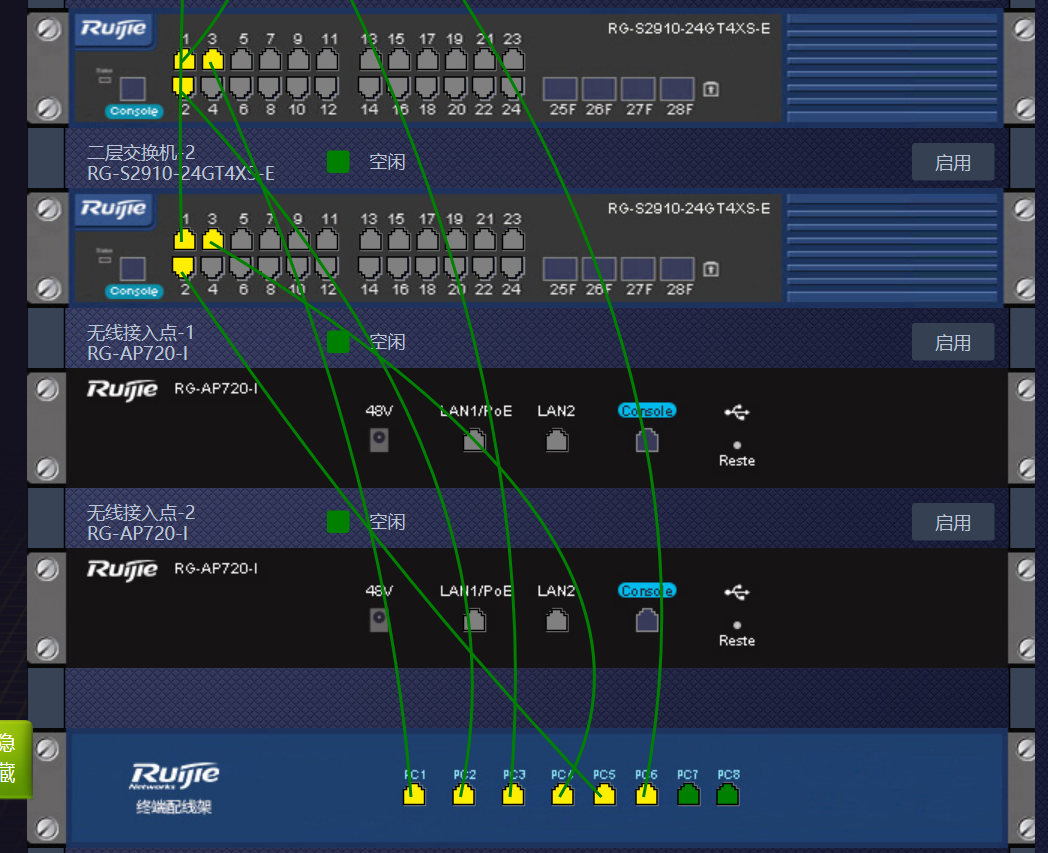 Ruijie
RG-S2910-24GT4XS-E
1 3 5 7 9 11 13 15 17 19 21 23
Console
2 4 6 8 10 12 14 16 18 20 22 24 25F 26F 27F 28F
二层交换机-2
RG-S2910-24GT4XS-E
空闲
启用
Ruijie
RG-S2910-24GT4XS-E
1 3 5 7 9 11 13 15 17 19 21 23
Console
2 4 6 8 10 12 14 16 18 20 22 24 25F 26F 27F 28F
无线接入点-1
RG-AP720-I
空闲
启用
Ruijie RG-AP720-I
48V LAN1/PoE LAN2 Console
Reste
无线接入点-2
RG-AP720-I
空闲
启用
Ruijie RG-AP720-I
48V LAN1/PoE LAN2 Console
Reste
隐
藏
Ruijie
Networks
终端配线架
PC1 PC2 PC3 PC4 PC5 PC6 PC7 PC8